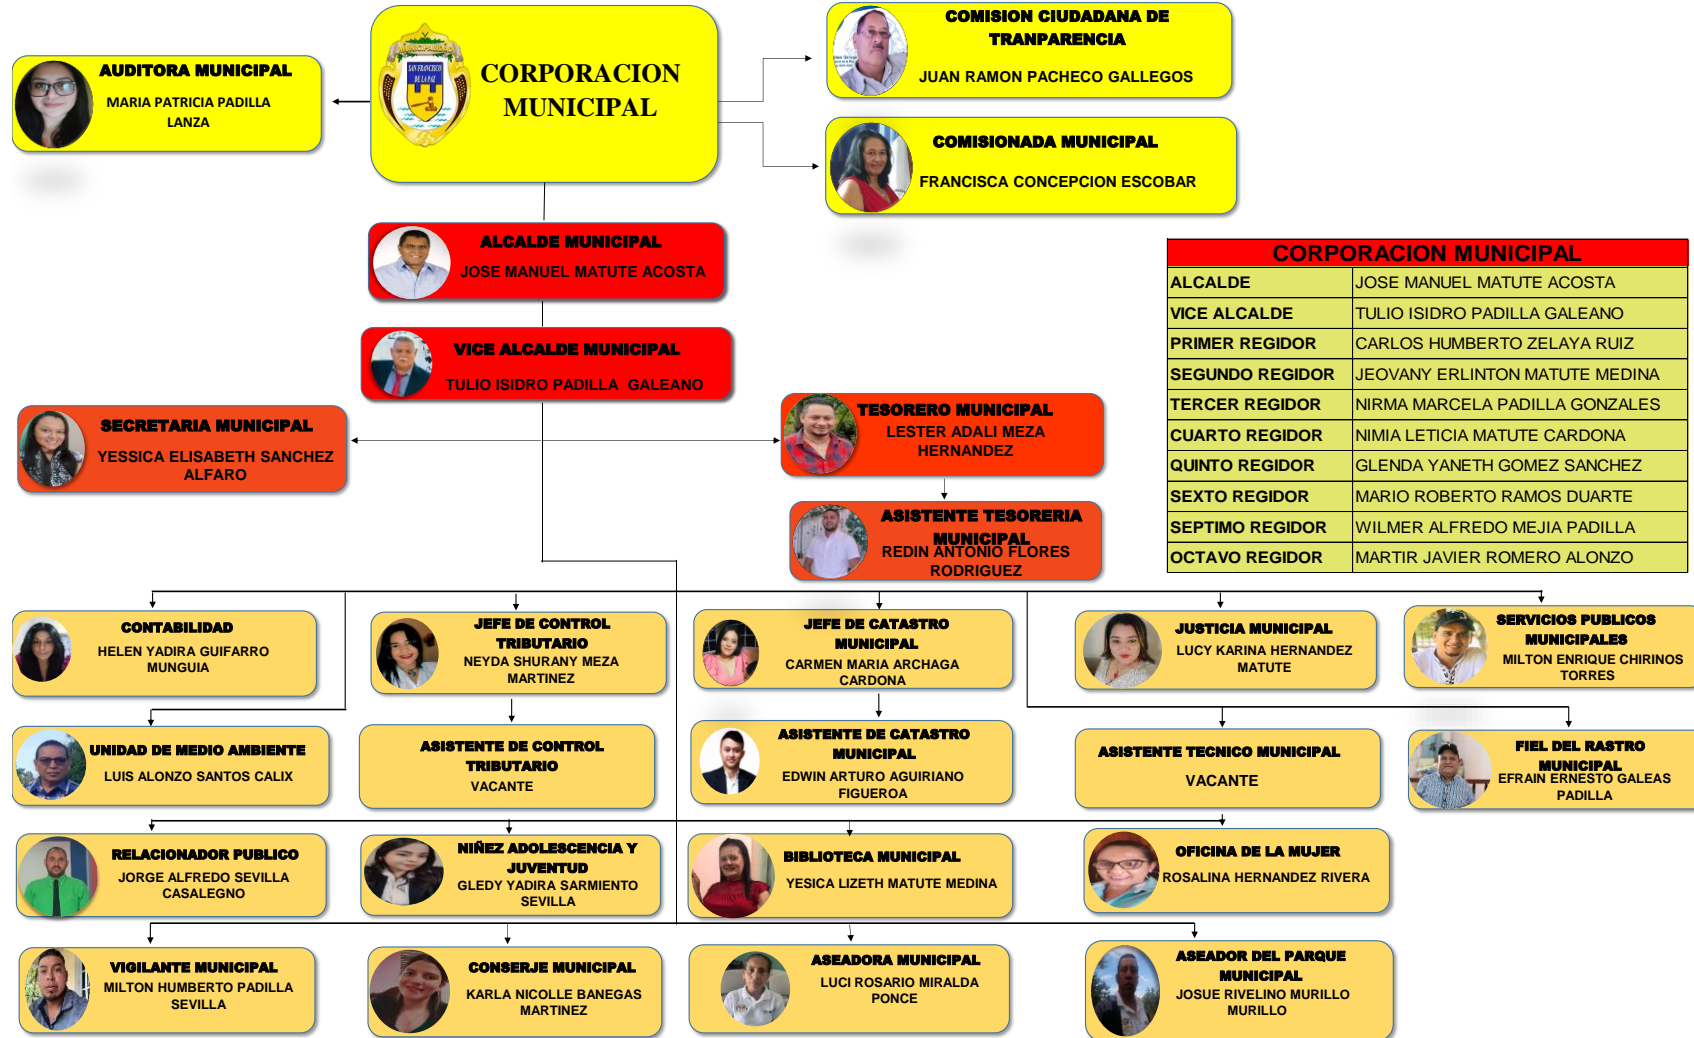 COMISION CIUDADANA DE
TRANPARENCIA
JUAN RAMON PACHECO GALLEGOS
AUDITORA MUNICIPAL
MARIA PATRICIA PADILLA
LANZA
MUNICIPALIDAD
SAN FRANCISCO
DE LA PAZ
CORPORACION
MUNICIPAL
COMISIONADA MUNICIPAL
FRANCISCA CONCEPCION ESCOBAR
ALCALDE MUNICIPAL
JOSE MANUEL MATUTE ACOSTA
VICE ALCALDE MUNICIPAL
TULIO ISIDRO PADILLA GALEANO
CORPORACION MUNICIPAL
ALCALDE JOSE MANUEL MATUTE ACOSTA
VICE ALCALDE TULIO ISIDRO PADILLA GALEANO
PRIMER REGIDOR CARLOS HUMBERTO ZELAYA RUIZ
SEGUNDO REGIDOR JEOVANY ERLINTON MATUTE MEDINA
TERCER REGIDOR NIRMA MARCELA PADILLA GONZALES
CUARTO REGIDOR NIMIA LETICIA MATUTE CARDONA
QUINTO REGIDOR GLENDA YANETH GOMEZ SANCHEZ
SEXTO REGIDOR MARIO ROBERTO RAMOS DUARTE
SEPTIMO REGIDOR WILMER ALFREDO MEJIA PADILLA
OCTAVO REGIDOR MARTIR JAVIER ROMERO ALONZO
SECRETARIA MUNICIPAL
YESSICA ELISABETH SANCHEZ
ALFARO
TESORERO MUNICIPAL
LESTER ADALI MEZA
HERNANDEZ
ASISTENTE TESORERIA
MUNICIPAL
REDIN ANTONIO FLORES
RODRIGUEZ
CONTABILIDAD
HELEN YADIRA GUIFARRO
MUNGUIA
JEFE DE CONTROL
TRIBUTARIO
NEYDA SHURANY MEZA
MARTINEZ
JEFE DE CATASTRO
MUNICIPAL
CARMEN MARIA ARCHAGA
CARDONA
JUSTICIA MUNICIPAL
LUCY KARINA HERNANDEZ
MATUTE
SERVICIOS PUBLICOS
MUNICIPALES
MILTON ENRIQUE CHIRINOS
TORRES
UNIDAD DE MEDIO AMBIENTE
LUIS ALONZO SANTOS CALIX
ASISTENTE DE CONTROL
TRIBUTARIO
VACANTE
ASISTENTE DE CATASTRO
MUNICIPAL
EDWIN ARTURO AGUIRIANO
FIGUEROA
ASISTENTE TECNICO MUNICIPAL
VACANTE
FIEL DEL RASTRO
MUNICIPAL
EFRAIN ERNESTO GALEAS
PADILLA
RELACIONADOR PUBLICO
JORGE ALFREDO SEVILLA
CASALEGNO
NIÑEZ ADOLESCENCIA Y
JUVENTUD
GLEDY YADIRA SARMIENTO
SEVILLA
BIBLIOTECA MUNICIPAL
YESICA LIZETH MATUTE MEDINA
OFICINA DE LA MUJER
ROSALINA HERNANDEZ RIVERA
VIGILANTE MUNICIPAL
MILTON HUMBERTO PADILLA
SEVILLA
CONSERJE MUNICIPAL
KARLA NICOLLE BANEGAS
MARTINEZ
ASEADORA MUNICIPAL
LUCI ROSARIO MIRALDA
PONCE
ASEADOR DEL PARQUE
MUNICIPAL
JOSUE RIVELINO MURILLO
MURILLO